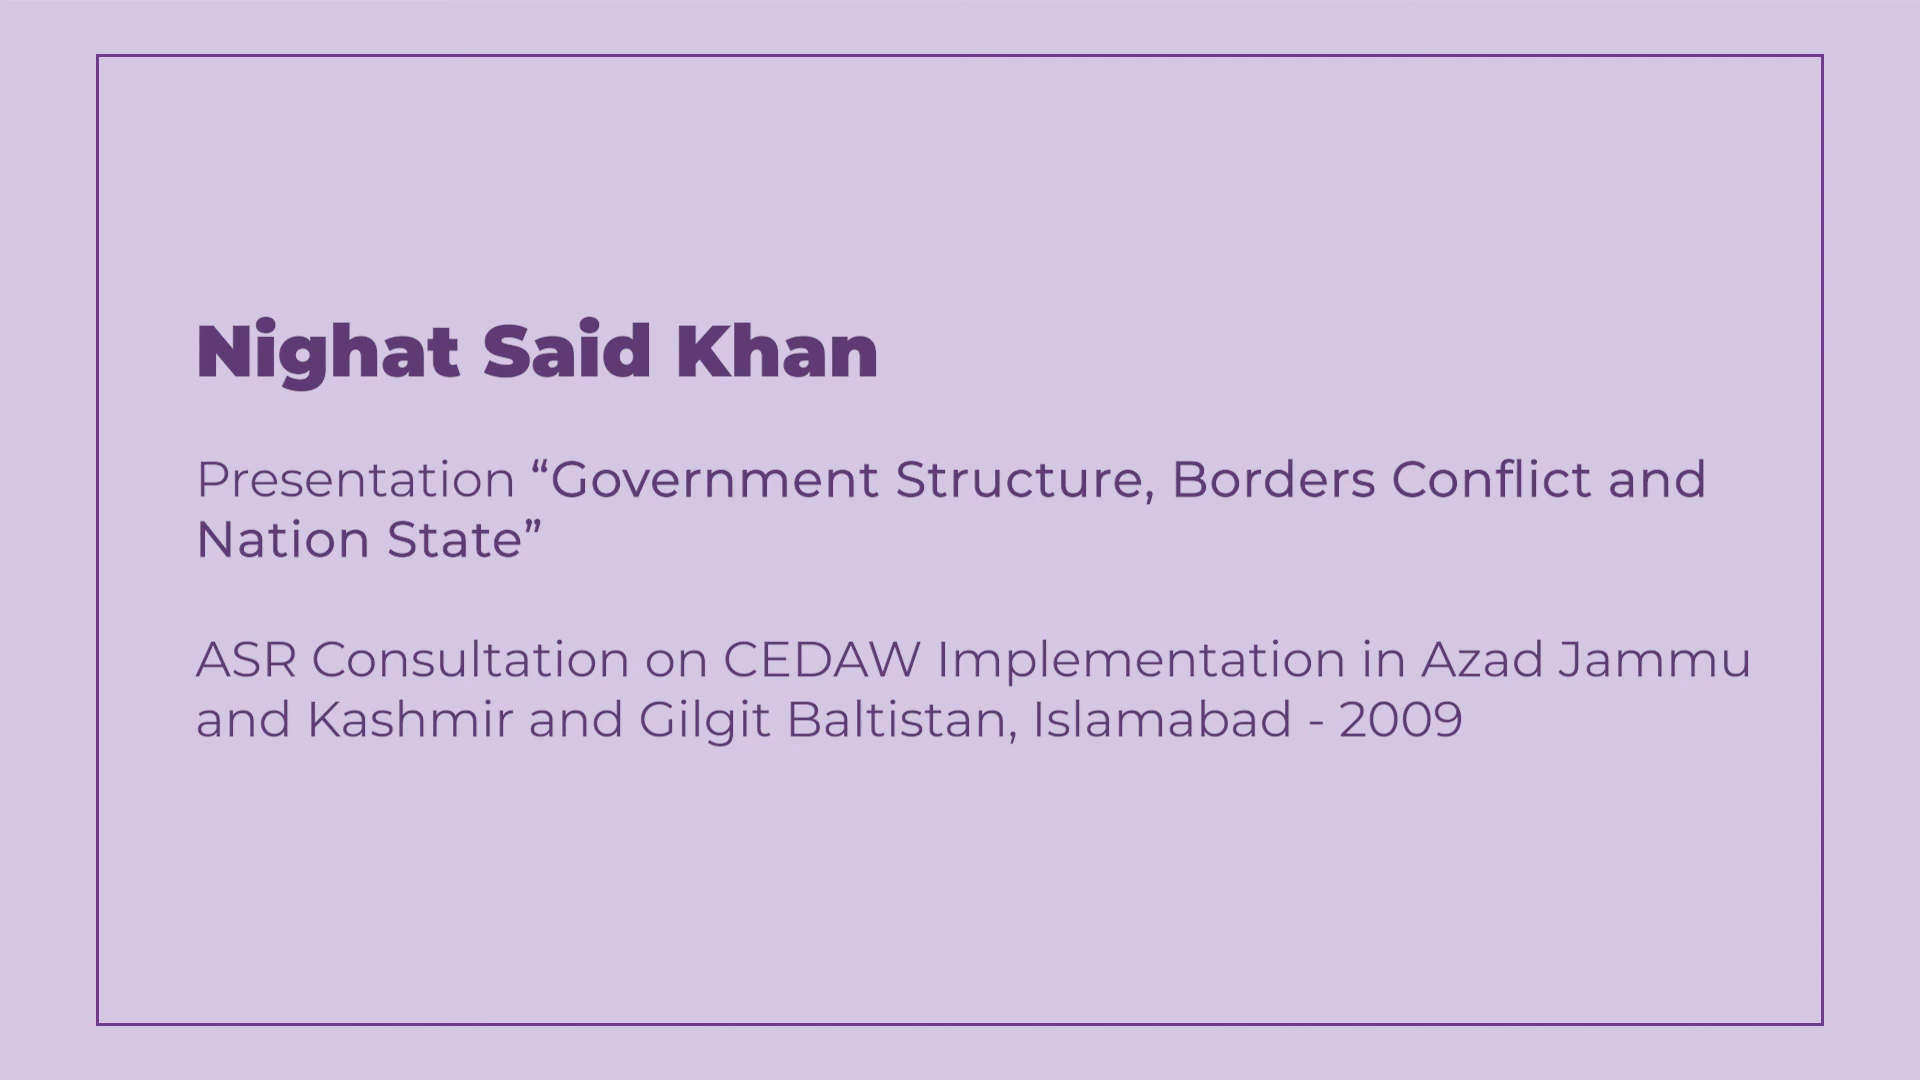 Nighat Said Khan
Presentation “Government Structure, Borders Conflict and
Nation State”
ASR Consultation on CEDAW Implementation in Azad Jammu
and Kashmir and Gilgit Baltistan, Islamabad - 2009